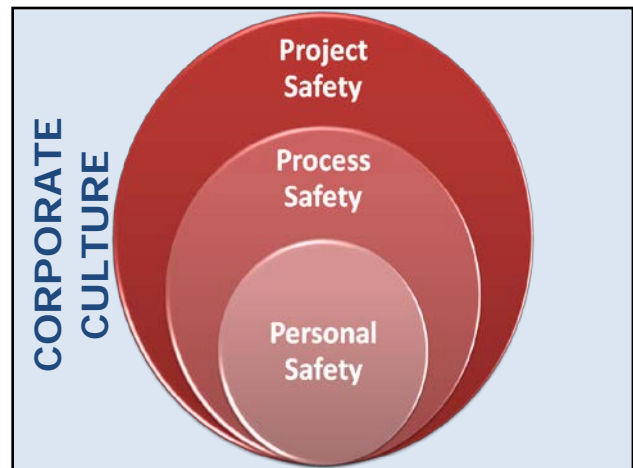 CORPORATE
CULTURE
Project
Safety
Process
Safety
Personal
Safety